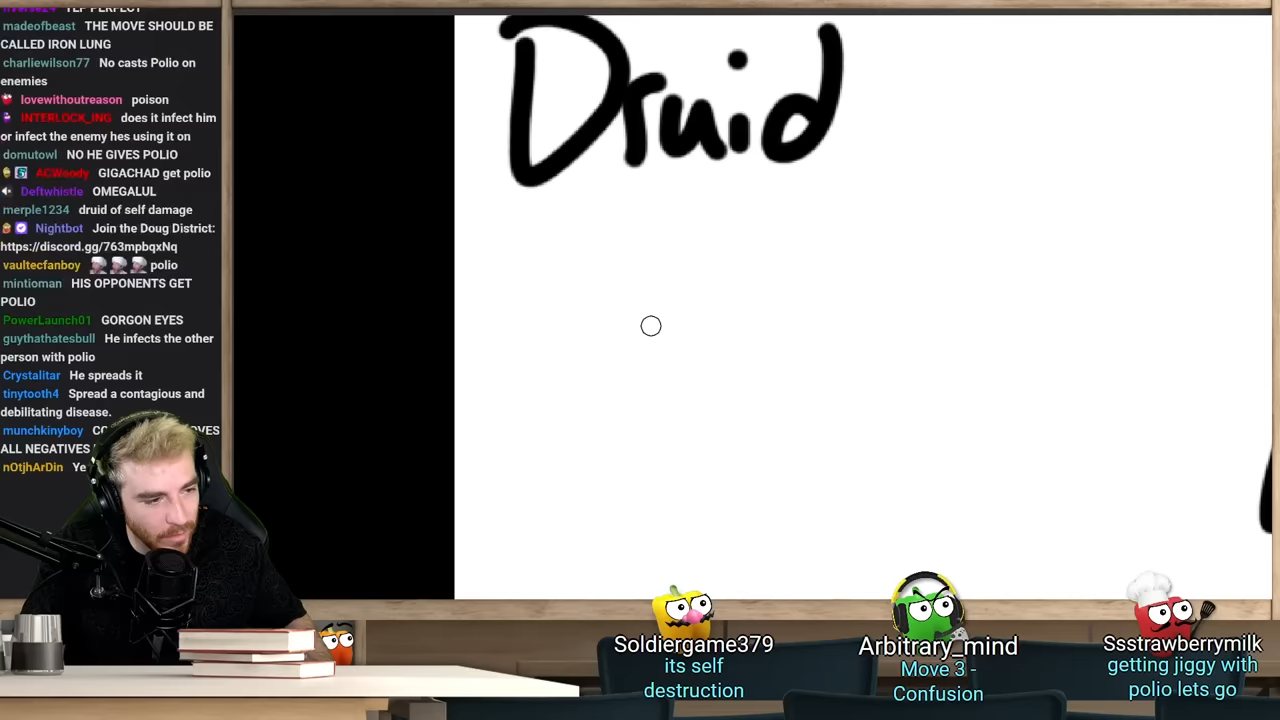 madeofbeast THE MOVE SHOULD BE
CALLED IRON LUNG
charliewilson77 No casts Polio on
enemies
lovewithoutreason poison
INTERLOCK_ING does it infect him
or infect the enemy hes using it on
domutowl NO HE GIVES POLIO
ACWoody GIGACHAD get polio
Deftwhistle OMEGALUL
merple1234 druid of self damage
Nightbot Join the Doug District:
https://discord.gg/763mpbqxNq
vaultecfanboy polio
mintioman HIS OPPONENTS GET
POLIO
PowerLaunch01 GORGON EYES
guythathatesbull He infects the other
person with polio
Crystalitar He spreads it
tinytooth4 Spread a contagious and
debilitating disease.
munchkinyboy
ALL NEGATIVES
nOtjhArDin Ye
Druid
Soldiergame379
its self
destruction
Arbitrary_mind
Move 3 -
Confusion
Ssstrawberrymilk
getting jiggy with
polio lets go